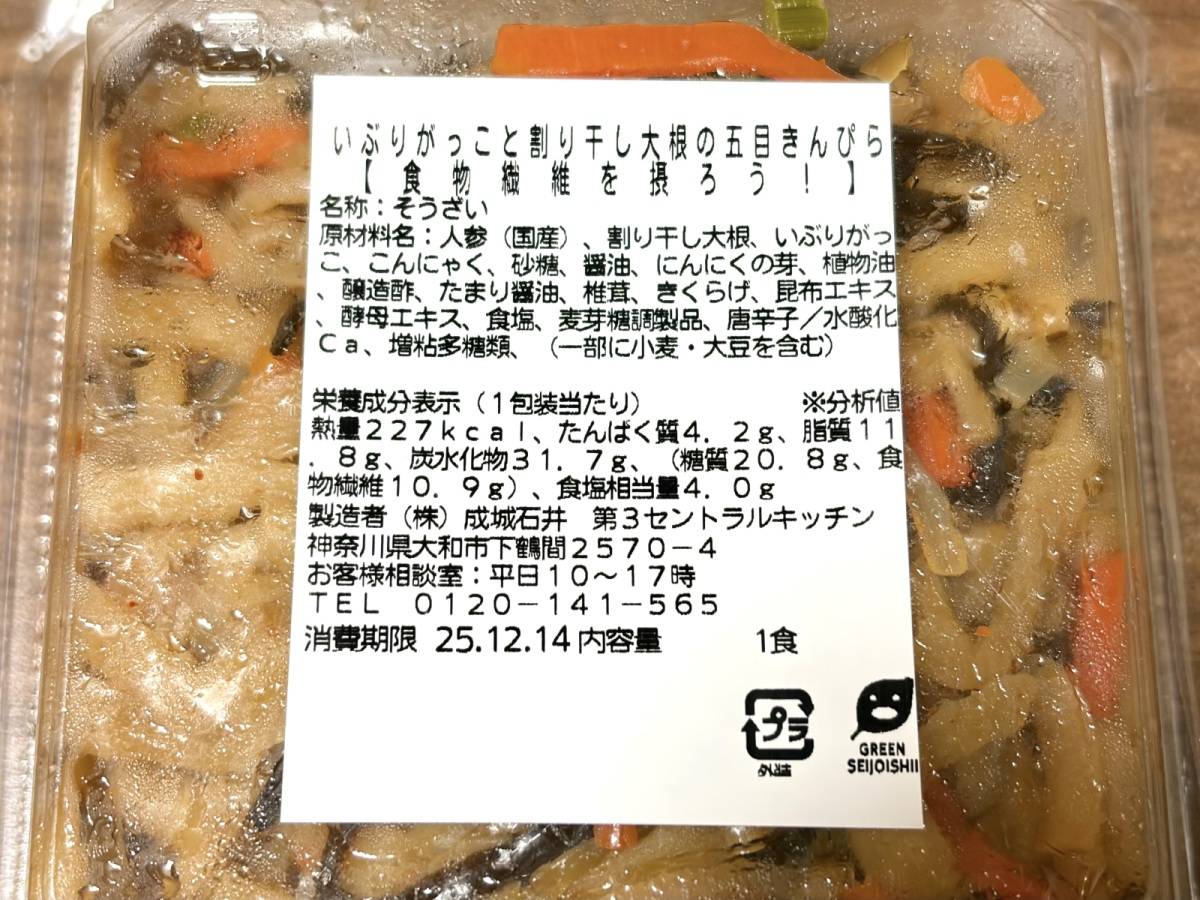 いぶりがっこと割り干し大根の五目きんぴら
【食物繊維を摂ろう！】
名称：そうざい
原材料名：人参（国産）、割り干し大根、いぶりがっ
こ、こんにゃく、砂糖、醤油、にんにくの芽、植物油
、醸造酢、たまり醤油、椎茸、きくらげ、昆布エキス
、酵母エキス、食塩、麦芽糖調製品、唐辛子／水酸化
Ｃａ、増粘多糖類、（一部に小麦・大豆を含む）
栄養成分表示（１包装当たり） ※分析値
熱量２２７ｋｃａｌ、たんぱく質４．２ｇ、脂質１１
．８ｇ、炭水化物３１．７ｇ、（糖質２０．８ｇ、食
物繊維１０．９ｇ）、食塩相当量４．０ｇ
製造者（株）成城石井　第３セントラルキッチン
神奈川県大和市下鶴間２５７０－４
お客様相談室：平日１０～１７時
ＴＥＬ　０１２０－１４１－５６５
消費期限 25.12.14 内容量 1食
プラ
外装
GREEN
SEIJOISHII